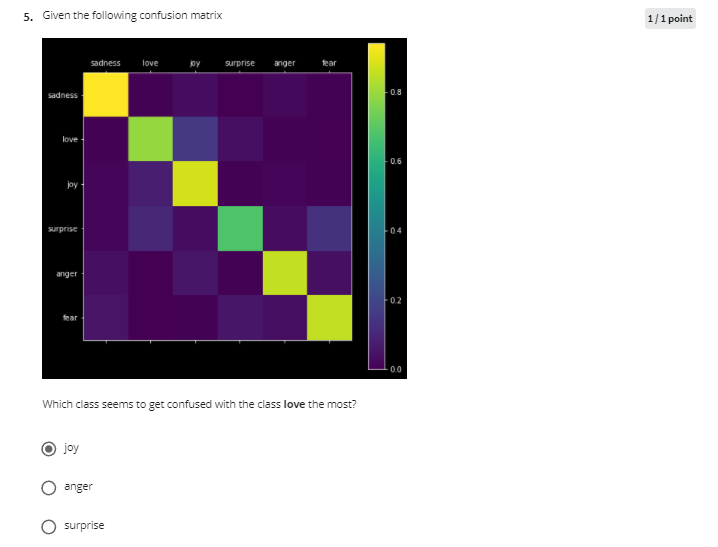 5. Given the following confusion matrix
1 / 1 point
sadness love joy surprise anger fear
sadness
0.8
love
0.6
joy
surprise
0.4
anger
0.2
fear
0.0
Which class seems to get confused with the class love the most?
joy
anger
surprise